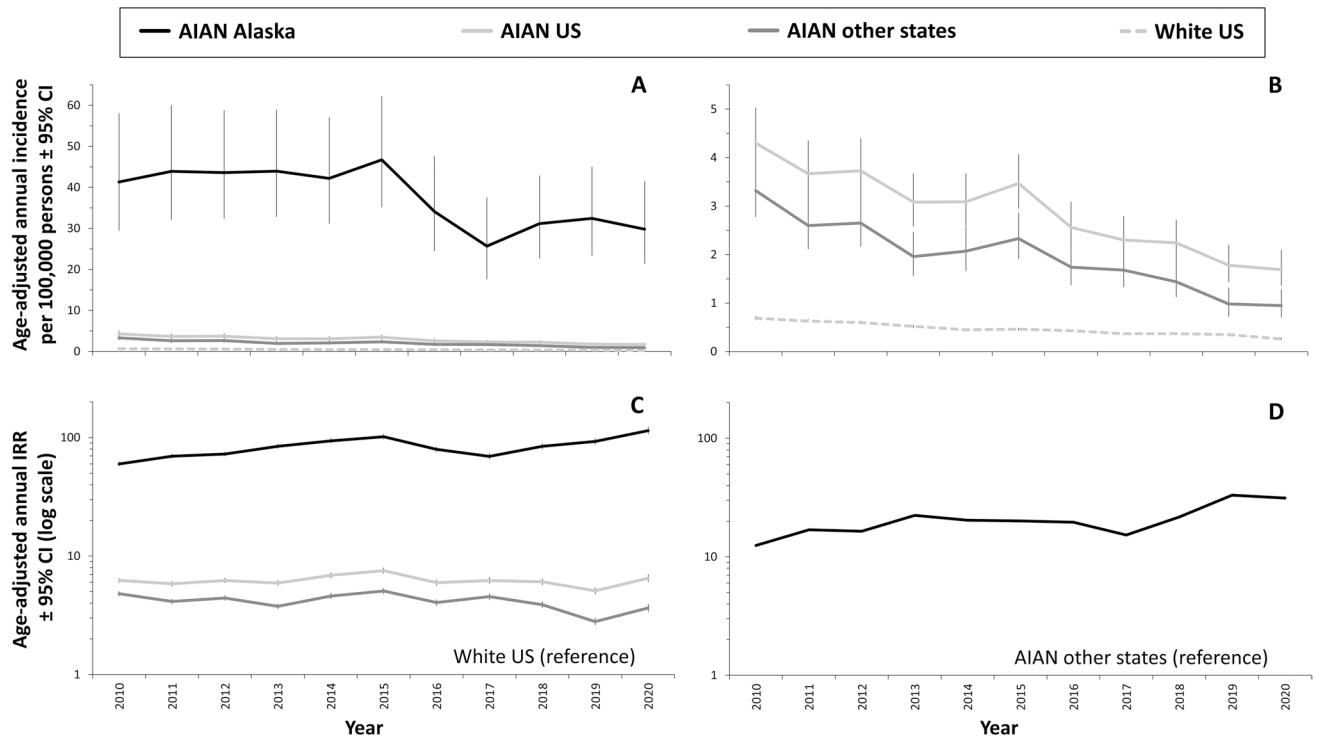 AIAN Alaska AIAN US AIAN other states White US
Age-adjusted annual incidence
per 100,000 persons ± 95% CI
A
60
50
40
30
20
10
0
B
5
4
3
2
1
0
Age-adjusted annual IRR
± 95% CI (log scale)
C
100
10
1
White US (reference)
2010 2011 2012 2013 2014 2015 2016 2017 2018 2019 2020
Year
D
100
10
1
AIAN other states (reference)
2010 2011 2012 2013 2014 2015 2016 2017 2018 2019 2020
Year